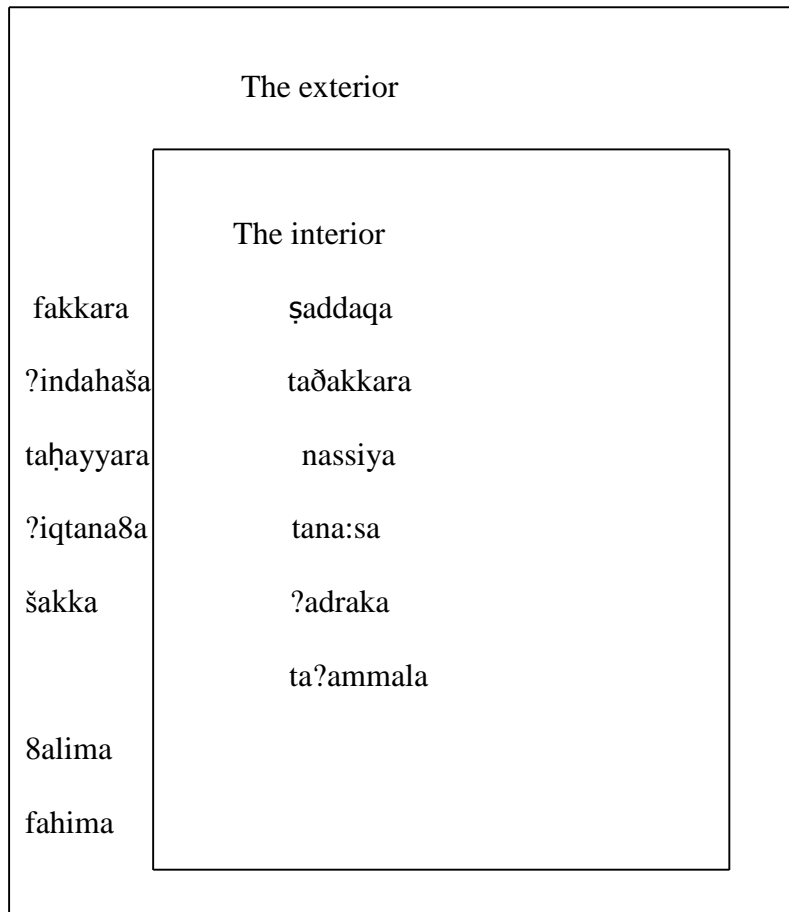 The exterior
The interior
fakkara ṣaddaqa
?indahaša taðakkara
taḥayyara nassiya
?iqtana8a tana:sa
šakka ?adraka
ta?ammala
8alima
fahima